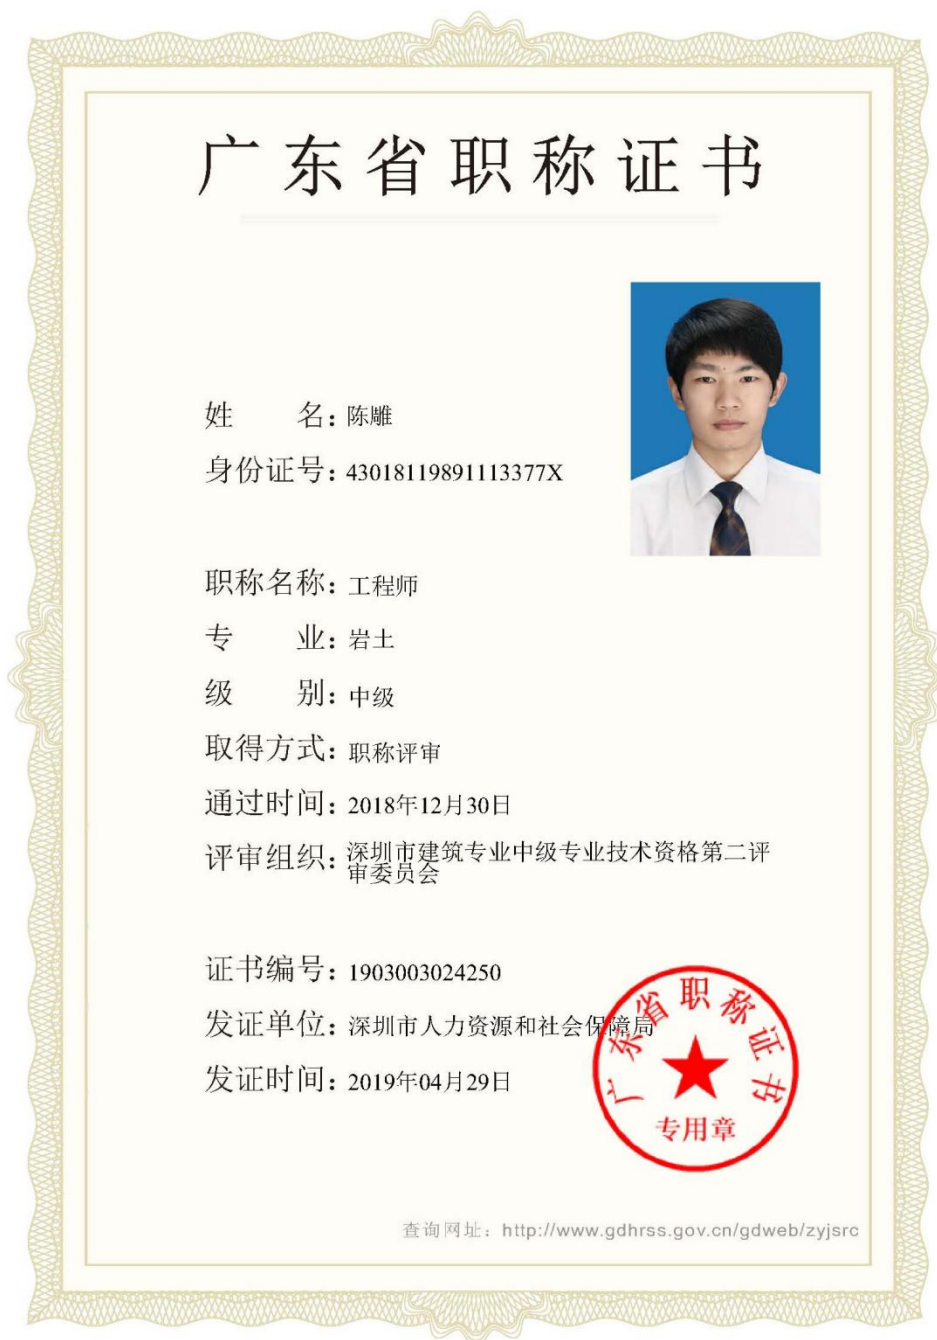 广东省职称证书
姓 名：陈雕
身份证号：43018119891113377X
职称名称：工程师
专 业：岩土
级 别：中级
取得方式：职称评审
通过时间：2018年12月30日
评审组织：深圳市建筑专业中级专业技术资格第二评
审委员会
证书编号：1903003024250
发证单位：深圳市人力资源和社会保障局
发证时间：2019年04月29日
广东省职称证书
专用章
查询网址：http://www.gdhrss.gov.cn/gdweb/zyjsrc